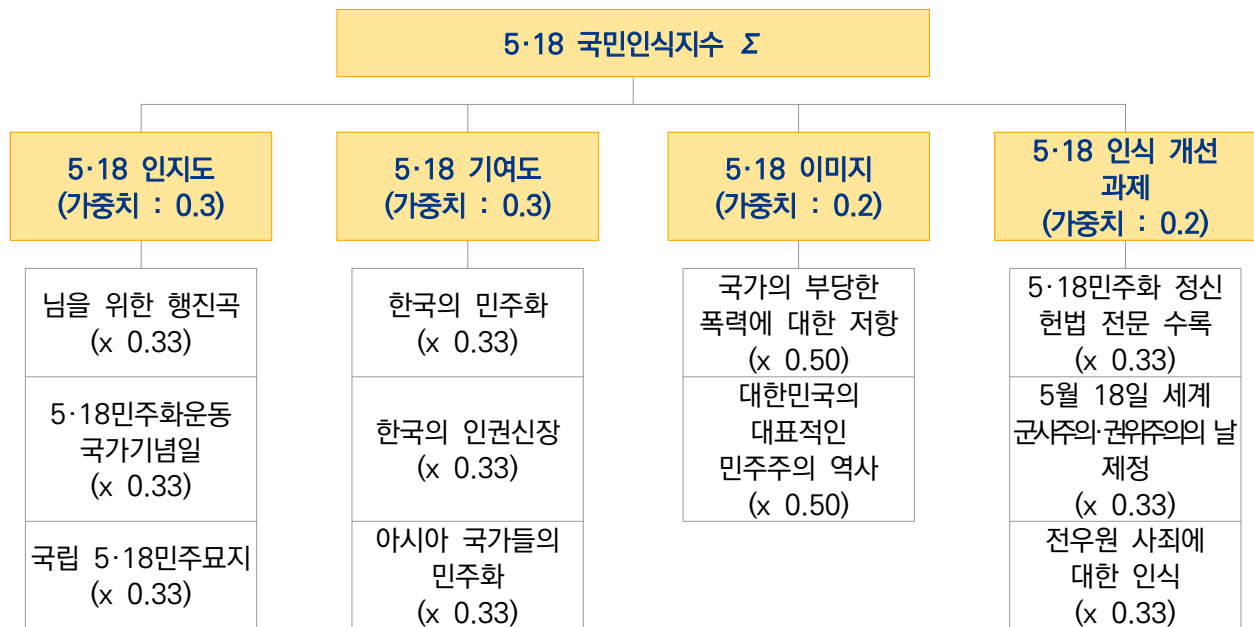 5·18 국민인식지수 Σ
5·18 인지도
(가중치 : 0.3)
5·18 기여도
(가중치 : 0.3)
5·18 이미지
(가중치 : 0.2)
5·18 인식 개선
과제
(가중치 : 0.2)
님을 위한 행진곡
(x 0.33)
5·18민주화운동
국가기념일
(x 0.33)
국립 5·18민주묘지
(x 0.33)
한국의 민주화
(x 0.33)
한국의 인권신장
(x 0.33)
아시아 국가들의
민주화
(x 0.33)
국가의 부당한
폭력에 대한 저항
(x 0.50)
대한민국의
대표적인
민주주의 역사
(x 0.50)
5·18민주화 정신
헌법 전문 수록
(x 0.33)
5월 18일 세계
군사주의·권위주의의 날
제정
(x 0.33)
전우원 사죄에
대한 인식
(x 0.33)